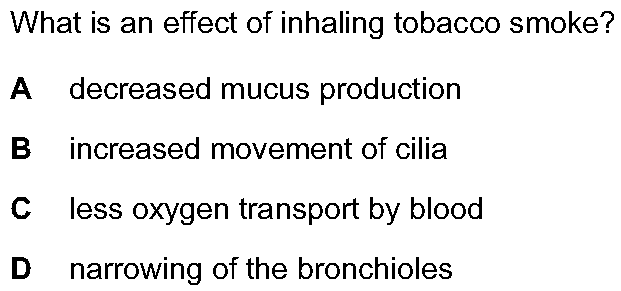 What is an effect of inhaling tobacco smoke?
A decreased mucus production
B increased movement of cilia
C less oxygen transport by blood
D narrowing of the bronchioles